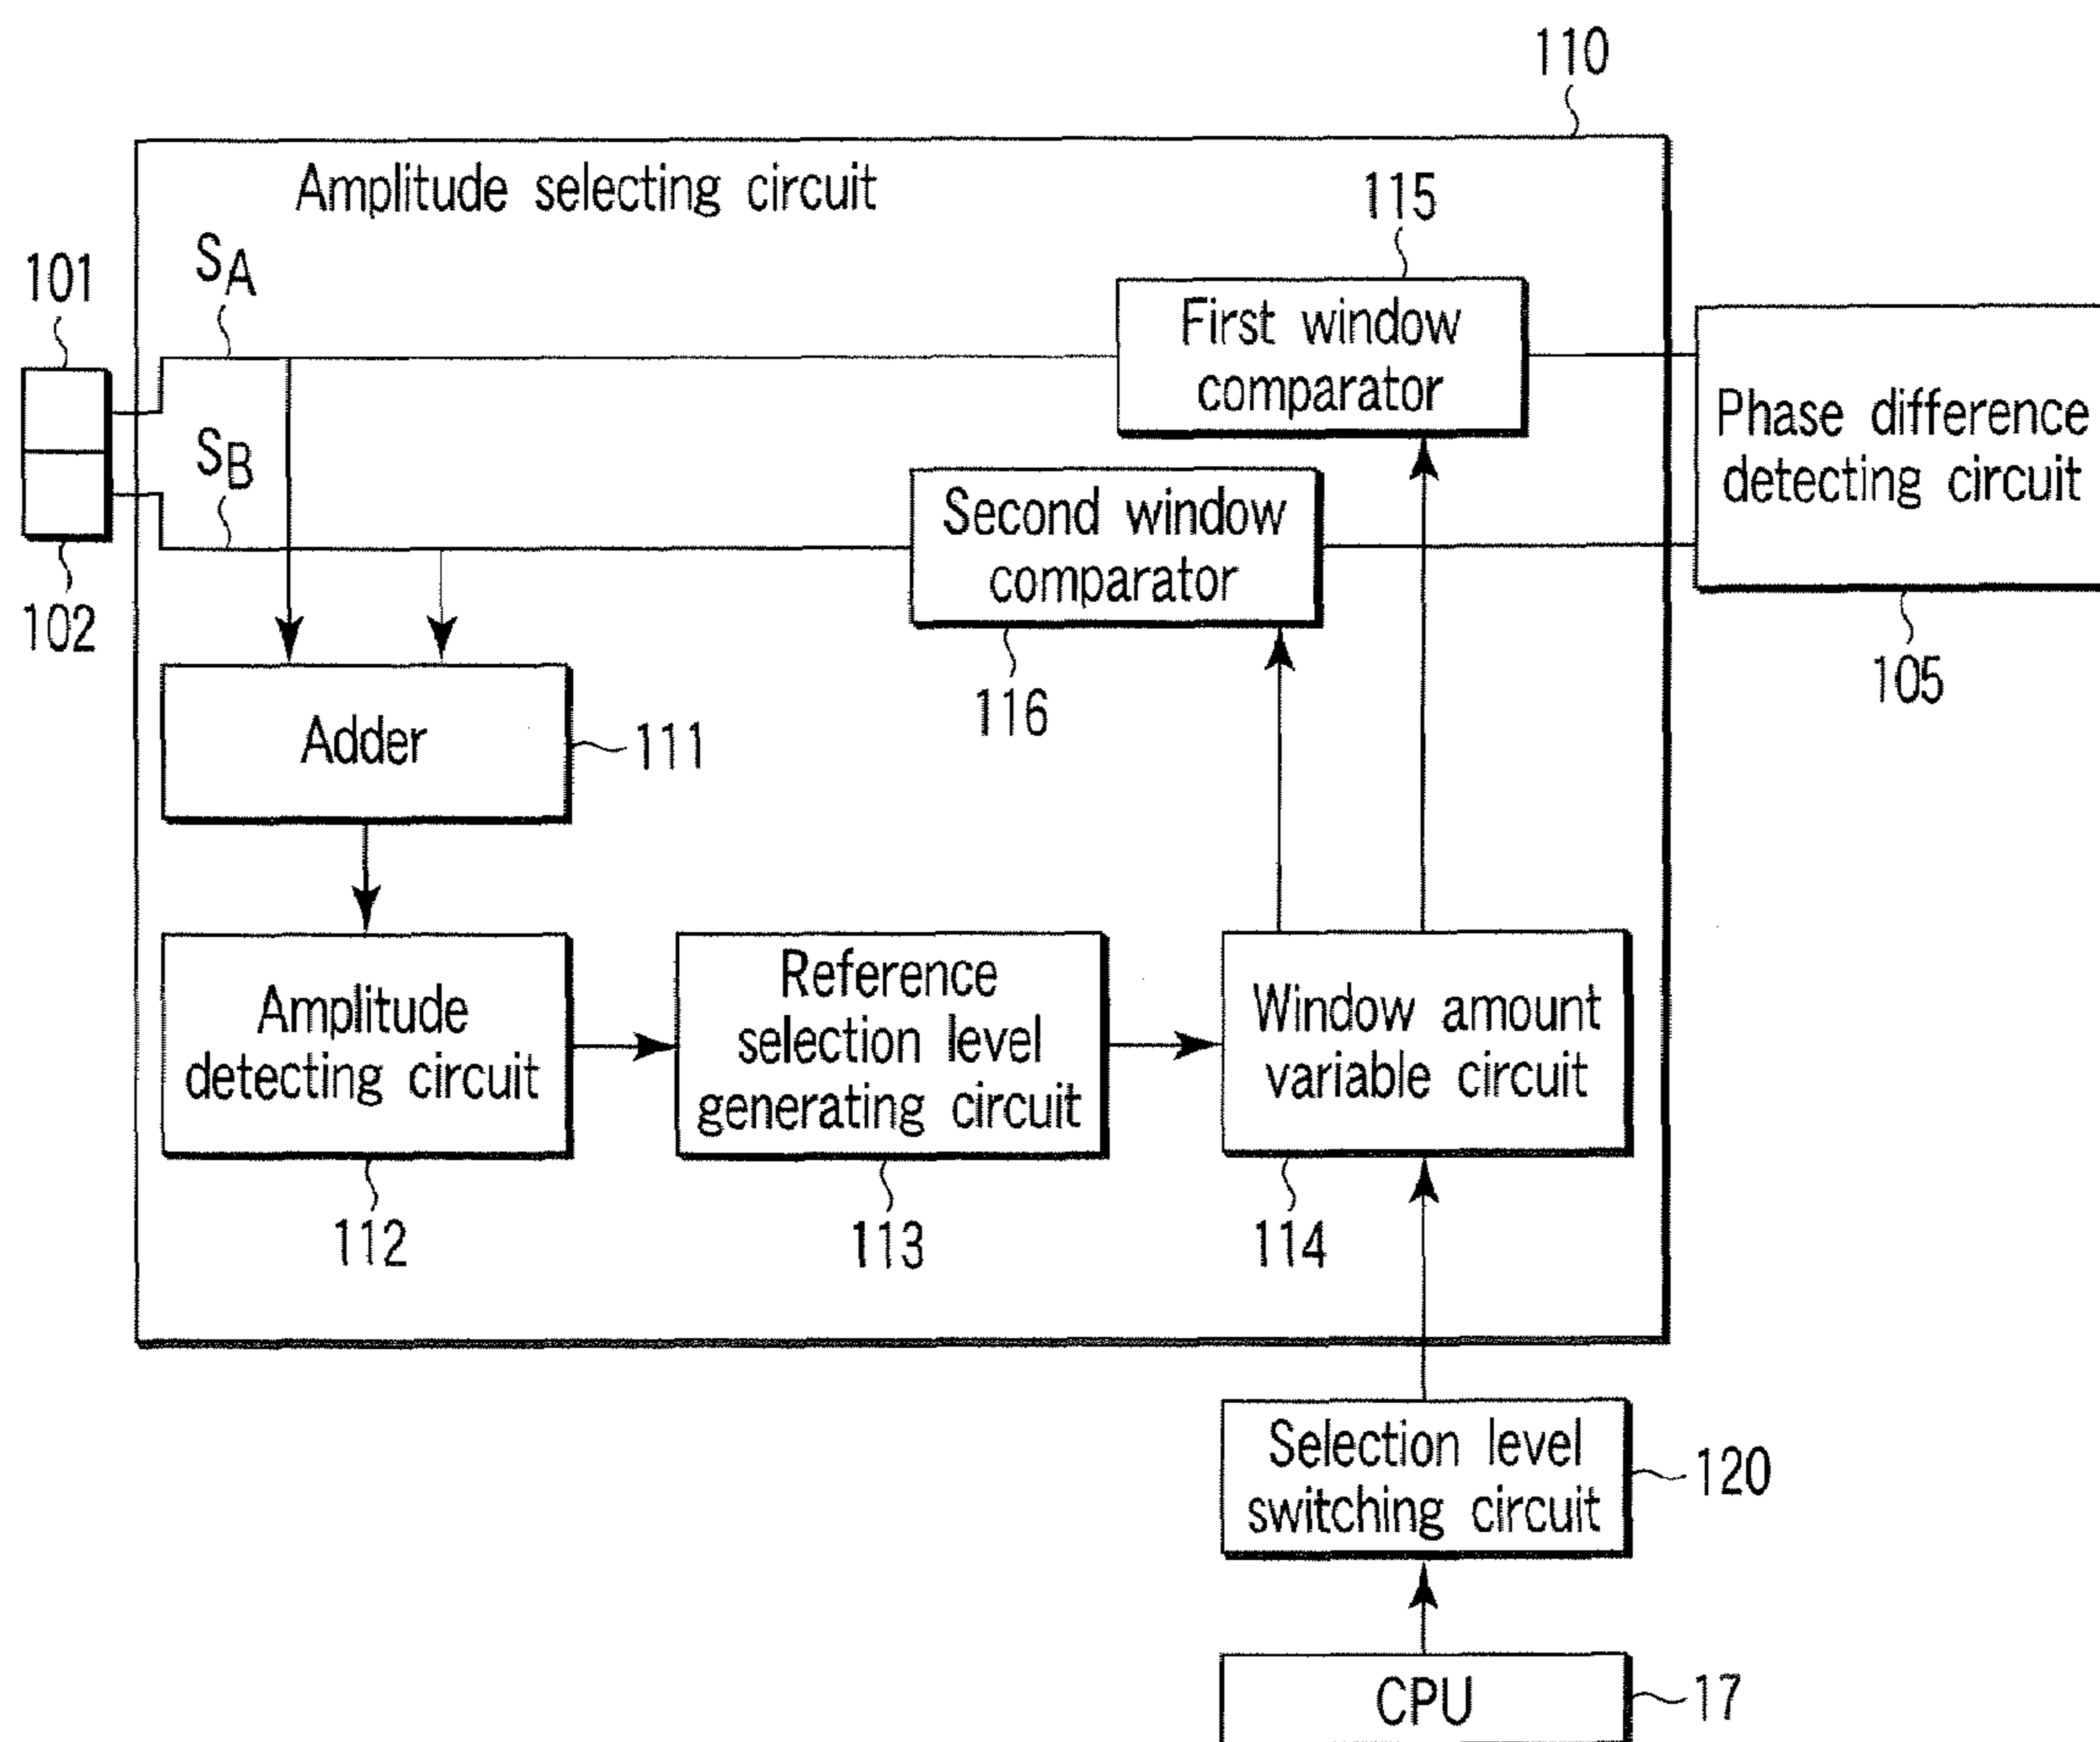 110
Amplitude selecting circuit
115
SA
101
First window
comparator
Phase difference
detecting circuit
SB
Second window
comparator
102
105
116
Adder
111
Reference
selection level
generating circuit
Amplitude
detecting circuit
Window amount
variable circuit
112
113
114
Selection level
switching circuit
120
CPU
17